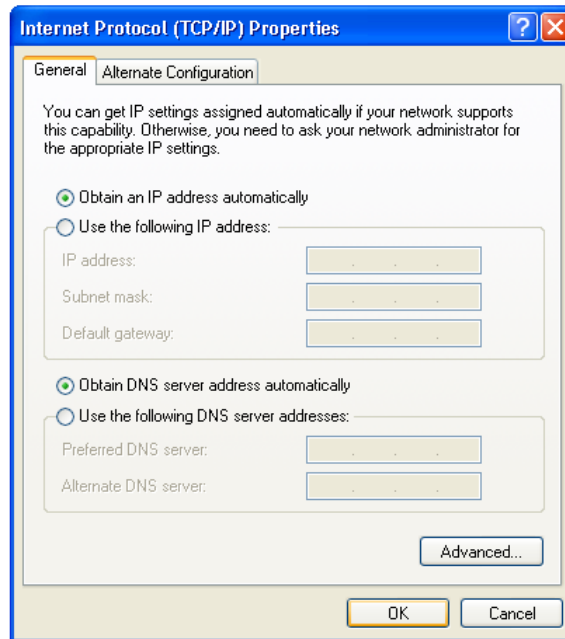 Internet Protocol (TCP/IP) Properties
General
Alternate Configuration
You can get IP settings assigned automatically if your network supports
this capability. Otherwise, you need to ask your network administrator for
the appropriate IP settings.
Obtain an IP address automatically
Use the following IP address:
IP address:
Subnet mask:
Default gateway:
Obtain DNS server address automatically
Use the following DNS server addresses:
Preferred DNS server:
Alternate DNS server:
Advanced...
OK
Cancel